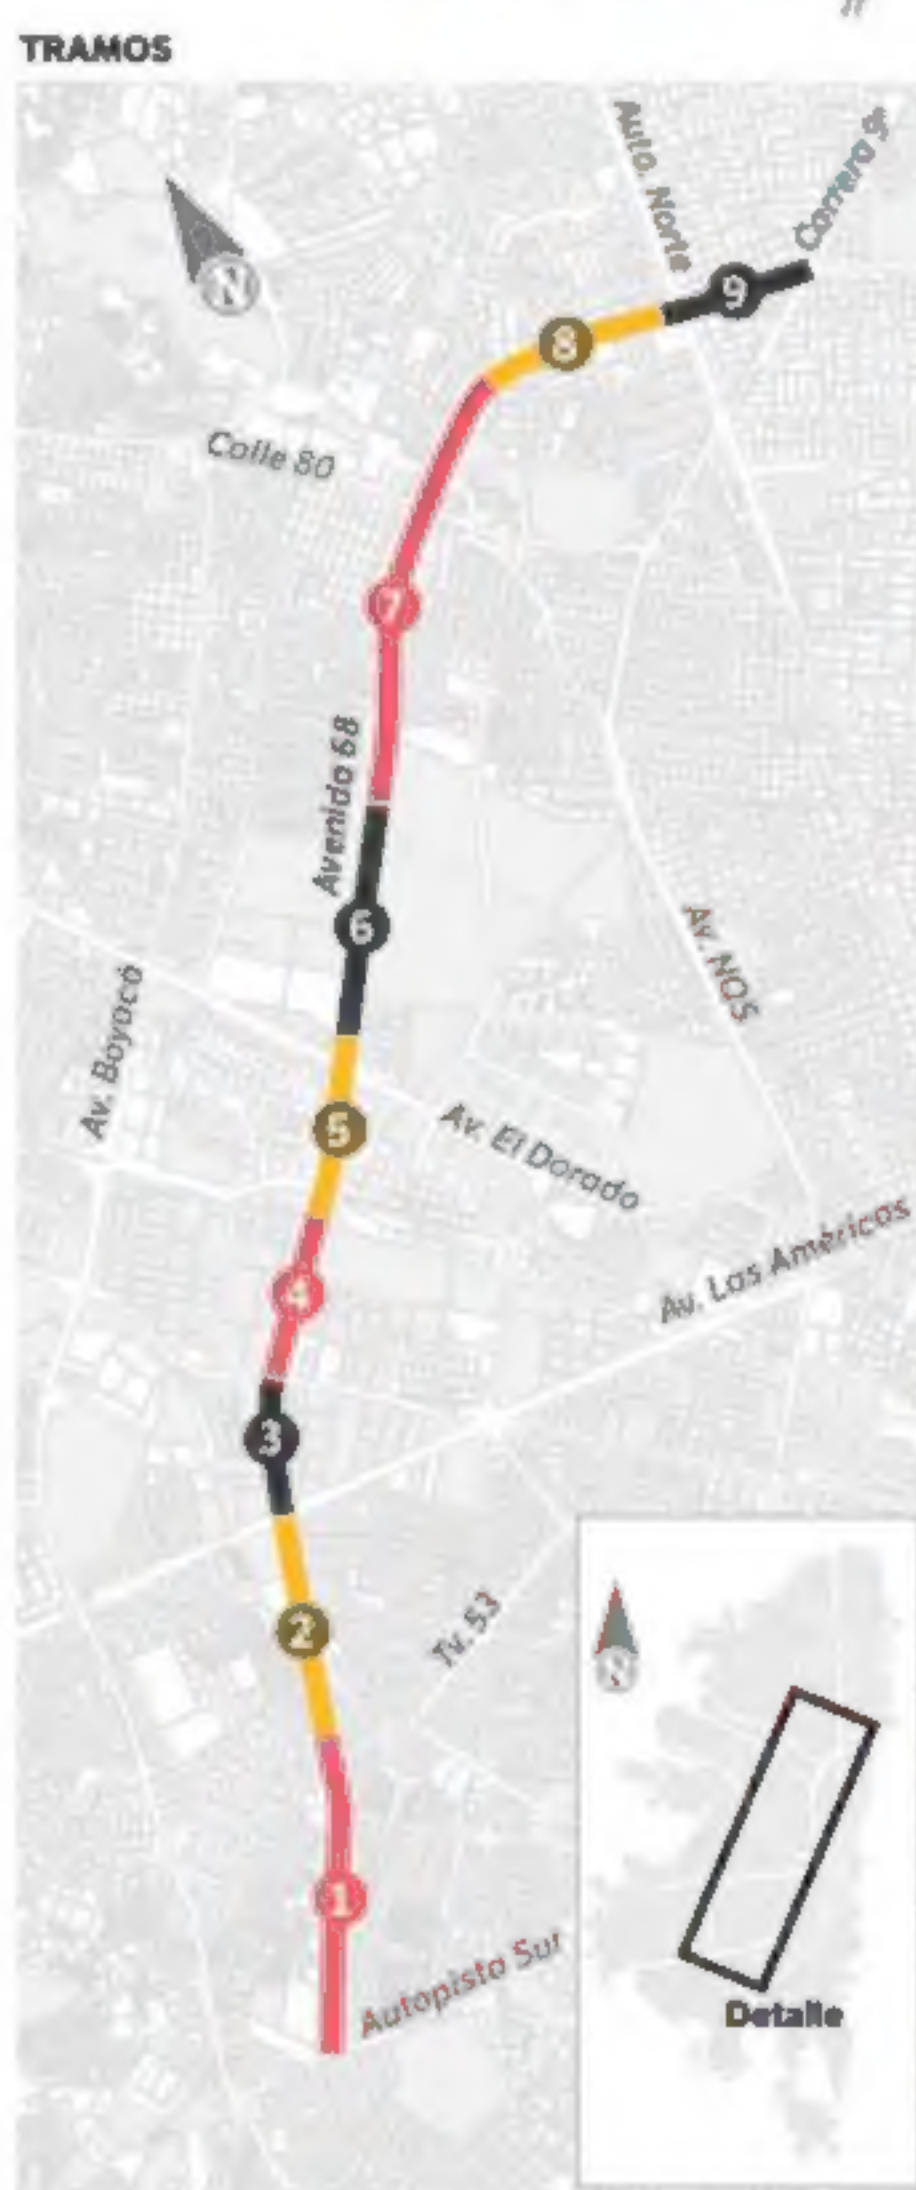 TRAMOS
Auto. Norte
Carrera 9
N
9
8
Calle 80
7
Avenida 68
6
Av. NQS
Av. Boyacá
5
Av. El Dorado
4
Av. Las Américas
3
2
Tv. 53
N
1
Autopista Sur
Detalle